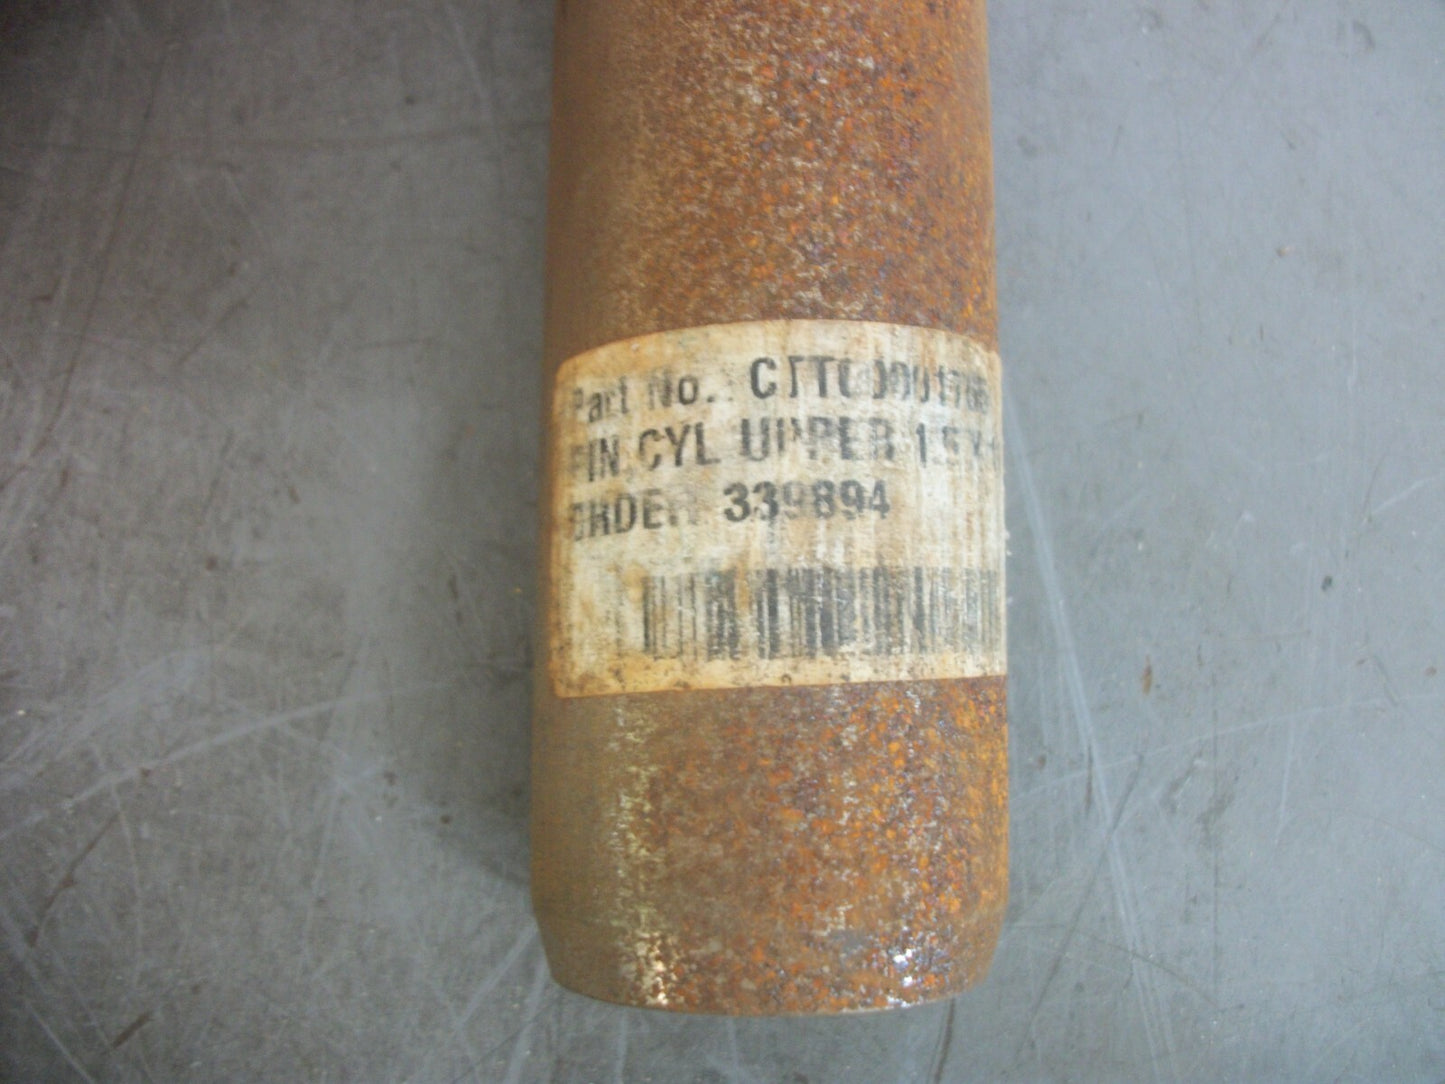 Part No.:
PIN,CYL UPPER
ORDER 339894